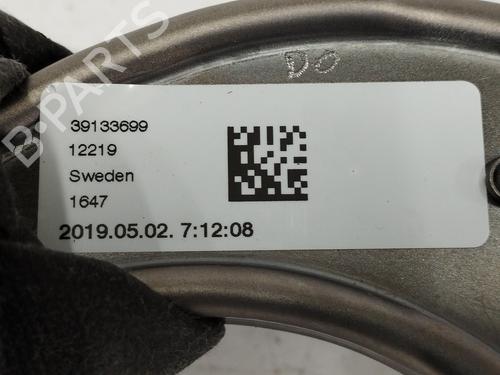 B-PARTS
DO
39133699
12219
Sweden
1647
2019.05.02. 7:12:08